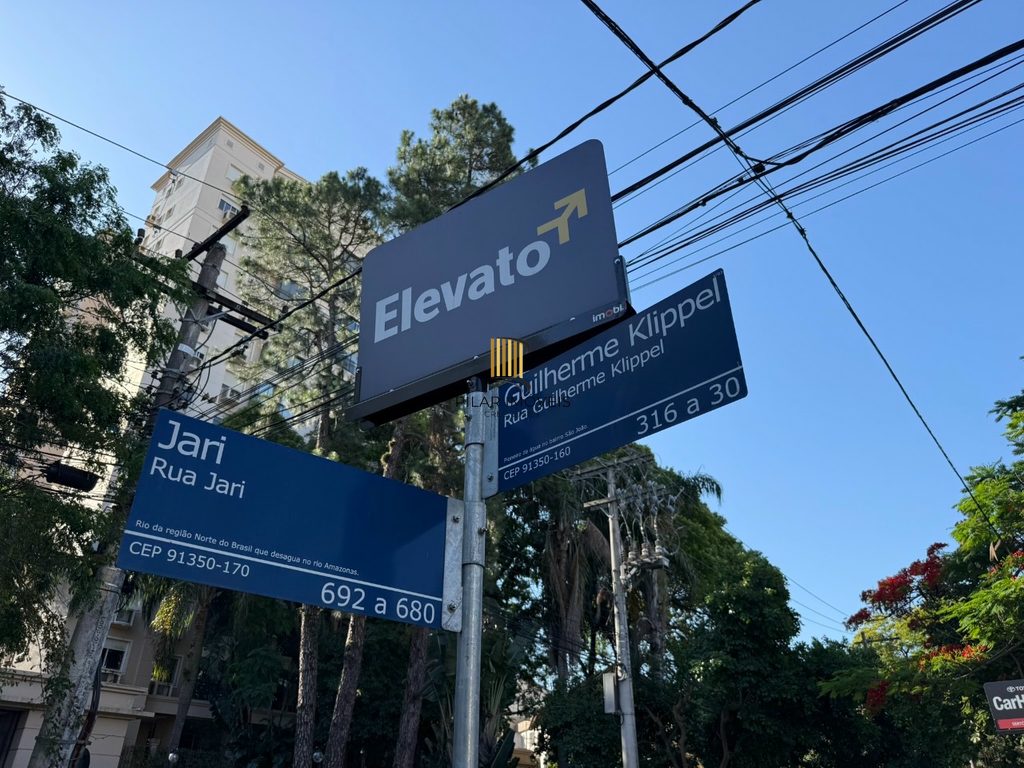 Elevato
imobi.
Guilherme Klippel
Rua Guilherme Klippel
316 a 30
CEP 91350-160
Jari
Rua Jari
Rio da região Norte do Brasil que desagua no rio Amazonas.
CEP 91350-170
692 a 680